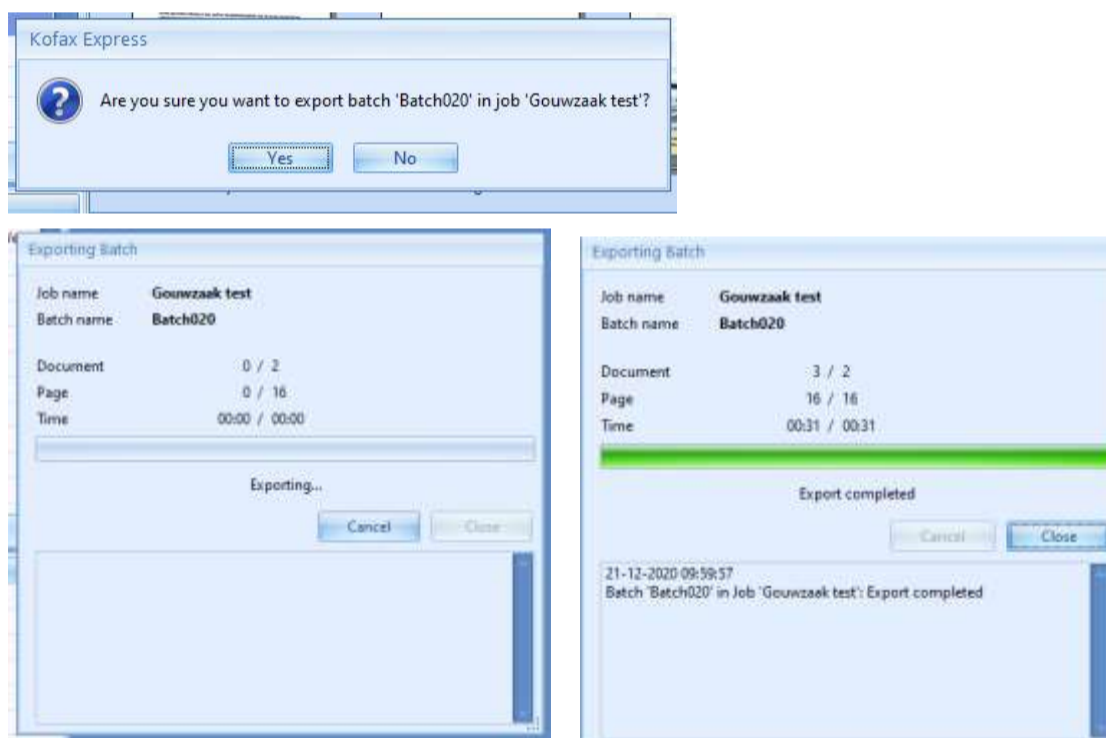 Kofax Express
Are you sure you want to export batch 'Batch020' in job 'Gouwzaak test'?
Yes No
Exporting Batch
Job name Gouwzaak test
Batch name Batch020
Document 0 / 2
Page 0 / 16
Time 00:00 / 00:00
Exporting...
Cancel Close
Exporting Batch
Job name Gouwzaak test
Batch name Batch020
Document 3 / 2
Page 16 / 16
Time 00:31 / 00:31
Export completed
Cancel Close
21-12-2020 09:59:57
Batch 'Batch020' in Job 'Gouwzaak test': Export completed